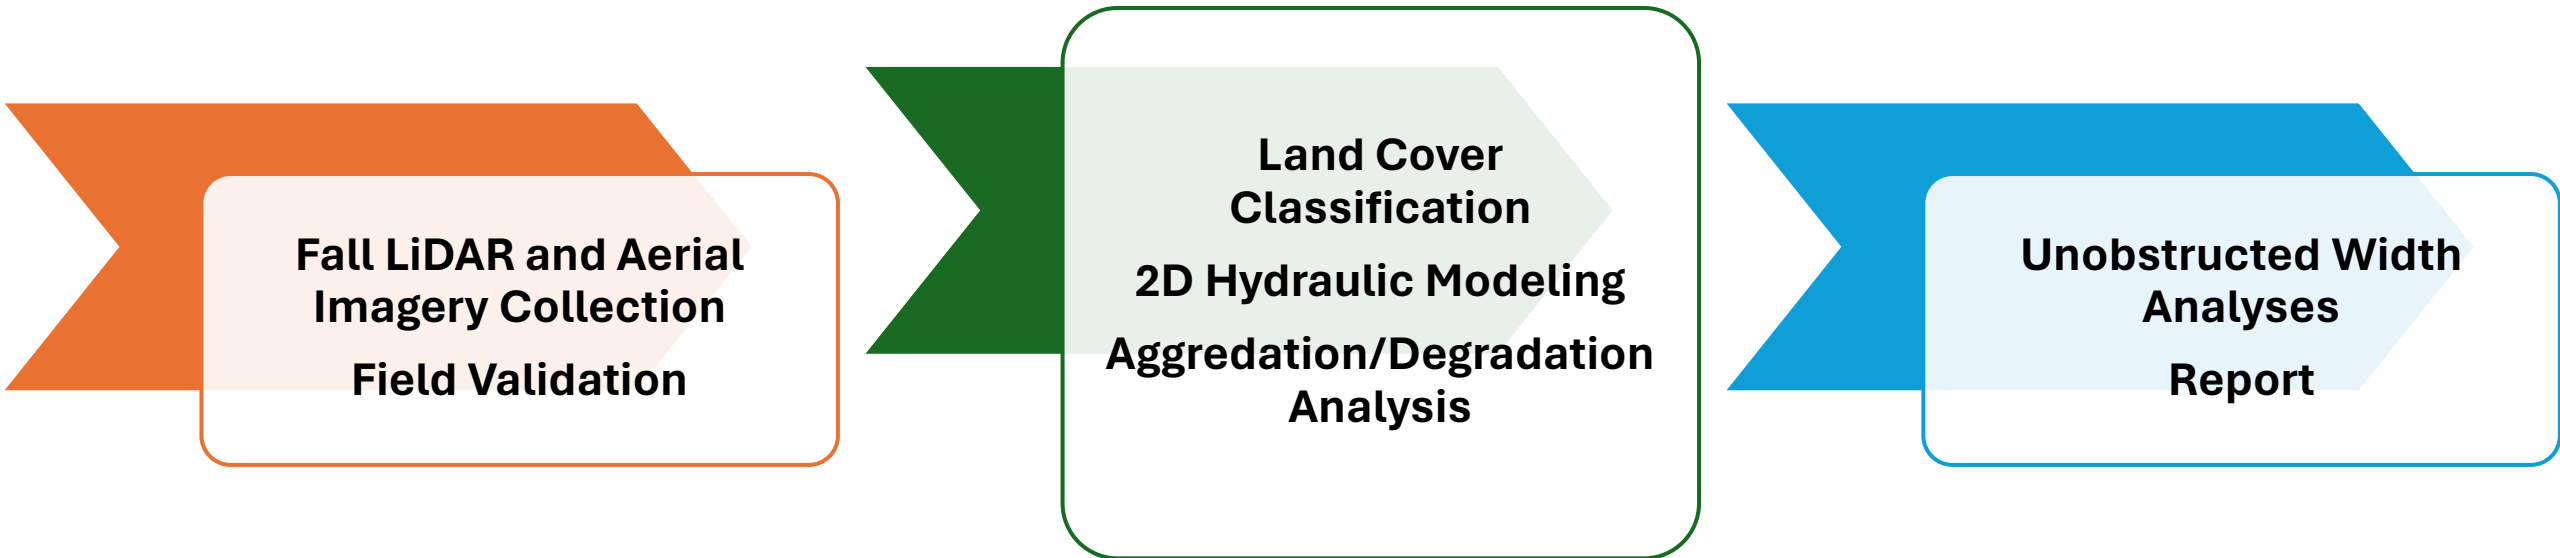 Fall LiDAR and Aerial
Imagery Collection
Field Validation
Land Cover
Classification
2D Hydraulic Modeling
Aggredation/Degradation
Analysis
Unobstructed Width
Analyses
Report